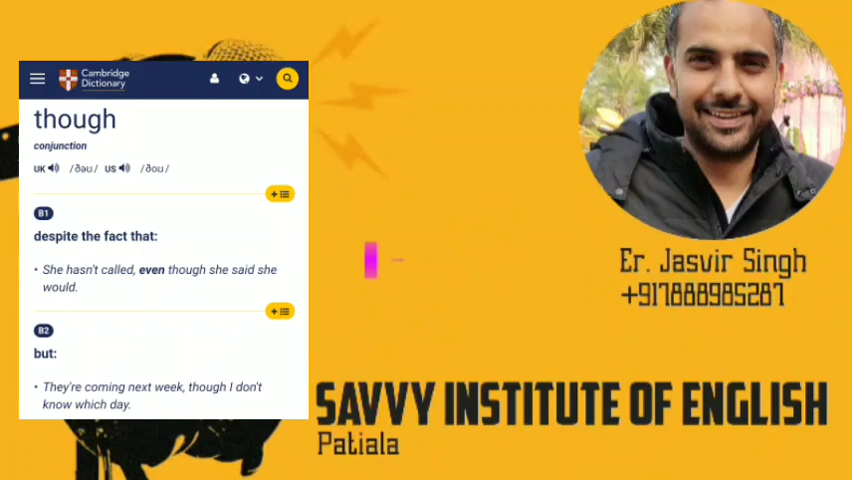 Cambridge
Dictionary
though
conjunction
UK /ðəu/ US /ðou/
+
B1
despite the fact that:
• She hasn't called, even though she said she
would.
+
B2
but:
• They're coming next week, though I don't
know which day.
Er. Jasvir Singh
+917888985287
SAVVY INSTITUTE OF ENGLISH
Patiala